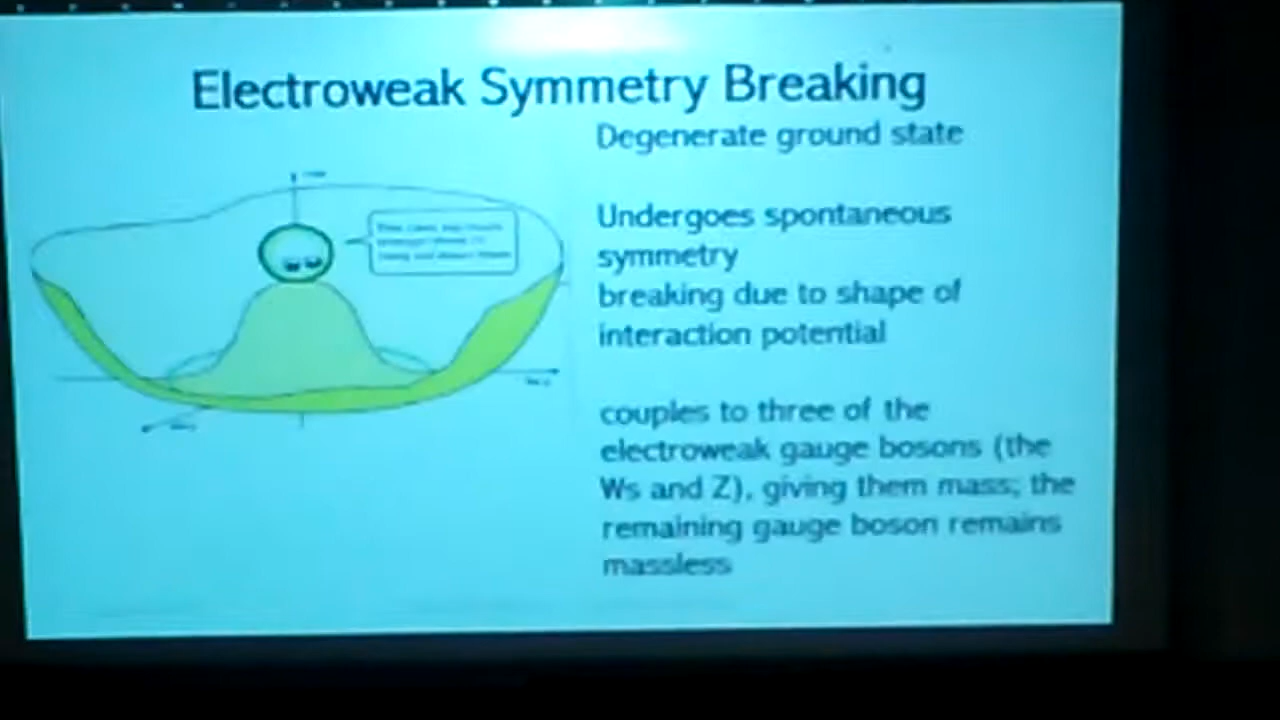 Electroweak Symmetry Breaking
Degenerate ground state
Undergoes spontaneous
symmetry
breaking due to shape of
interaction potential
couples to three of the
electroweak gauge bosons (the
Ws and Z), giving them mass; the
remaining gauge boson remains
massless